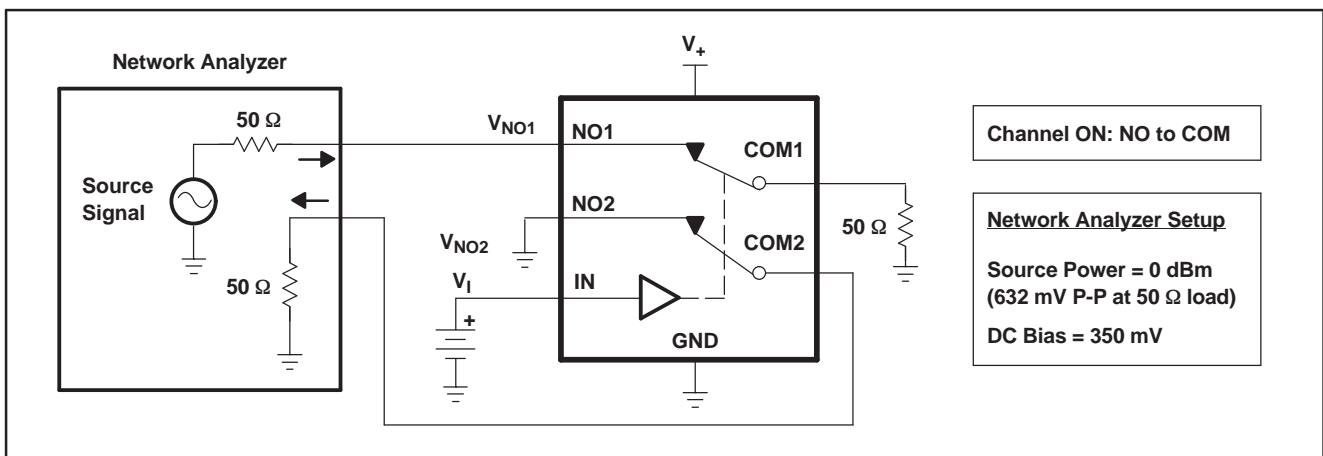 Network Analyzer
50 Ω
Source
Signal
50 Ω
V+
VNO1
NO1
COM1
NO2
VNO2
COM2
50 Ω
VI
IN
+
GND
Channel ON: NO to COM
Network Analyzer Setup
Source Power = 0 dBm
(632 mV P-P at 50 Ω load)
DC Bias = 350 mV